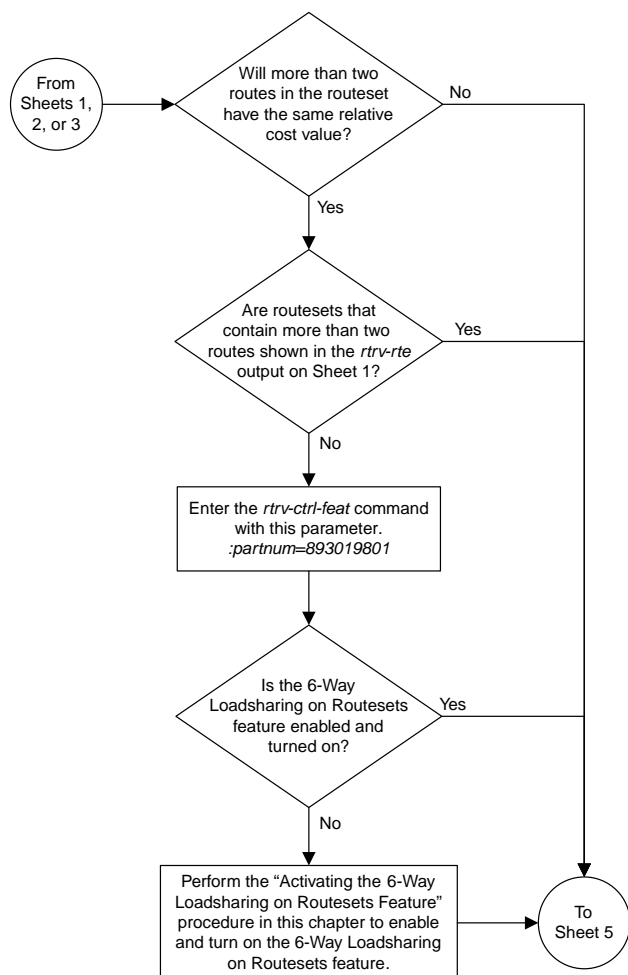 From
Sheets 1,
2, or 3
Will more than two
routes in the routeset
have the same relative
cost value?
No
Yes
Are routesets that
contain more than two
routes shown in the rtrv-rte
output on Sheet 1?
Yes
No
Enter the rtrv-ctrl-feat command
with this parameter.
:partnum=893019801
Is the 6-Way
Loadsharing on Routesets
feature enabled and
turned on?
Yes
No
Perform the “Activating the 6-Way
Loadsharing on Routesets Feature”
procedure in this chapter to enable
and turn on the 6-Way Loadsharing
on Routesets feature.
To
Sheet 5